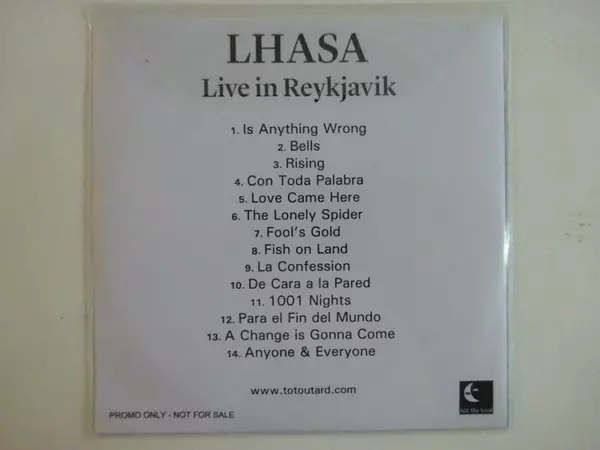 LHASA
Live in Reykjavik
1. Is Anything Wrong
2. Bells
3. Rising
4. Con Toda Palabra
5. Love Came Here
6. The Lonely Spider
7. Fool's Gold
8. Fish on Land
9. La Confession
10. De Cara a la Pared
11. 1001 Nights
12. Para el Fin del Mundo
13. A Change is Gonna Come
14. Anyone & Everyone
www.totoutard.com
PROMO ONLY - NOT FOR SALE